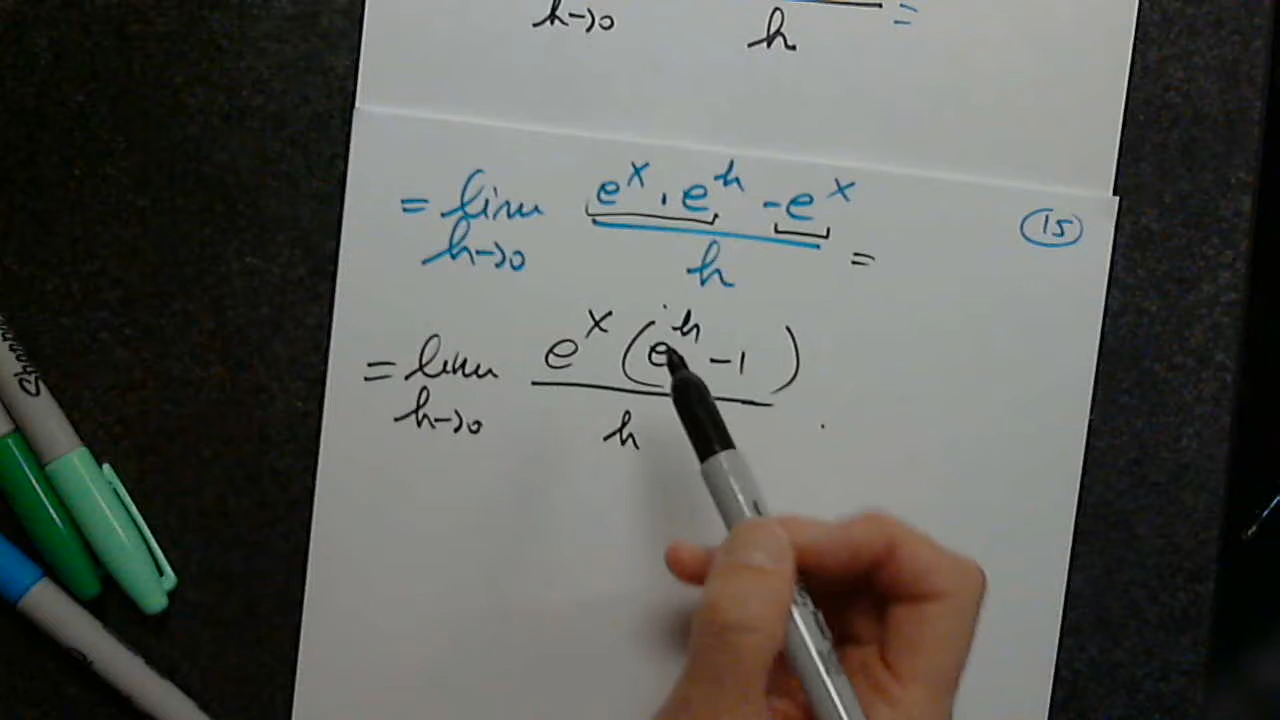 h→0 h =
= lim e^x · e^h - e^x
h→0 h =
15
= lim e^x (e^h - 1)
h→0 h .